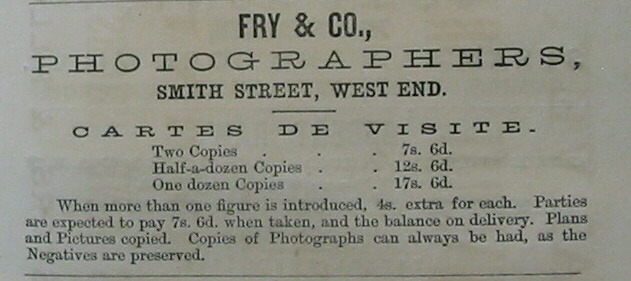 FRY & CO.,
PHOTOGRAPHERS,
SMITH STREET, WEST END.
CARTES DE VISITE.
Two Copies . . . 7s. 6d.
Half-a-dozen Copies . . . 12s. 6d.
One dozen Copies . . 17s. 6d.
When more than one figure is introduced, 4s. extra for each. Parties
are expected to pay 7s. 6d. when taken, and the balance on delivery. Plans
and Pictures copied. Copies of Photographs can always be had, as the
Negatives are preserved.